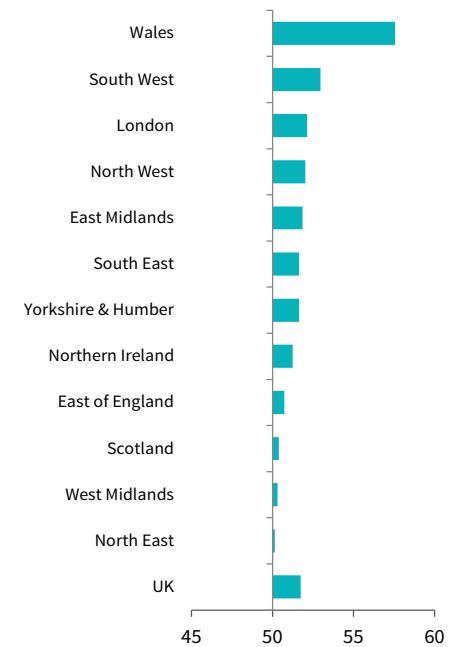 Wales
South West
London
North West
East Midlands
South East
Yorkshire & Humber
Northern Ireland
East of England
Scotland
West Midlands
North East
UK
45 50 55 60